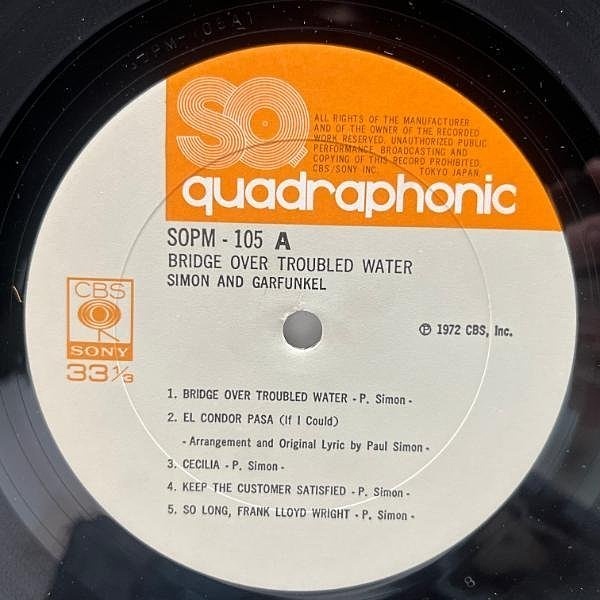 SQ
ALL RIGHTS OF THE MANUFACTURER
AND OF THE OWNER OF THE RECORDED
WORK RESERVED. UNAUTHORIZED PUBLIC
PERFORMANCE, BROADCASTING AND
COPYING OF THIS RECORD PROHIBITED.
CBS/SONY INC. TOKYO JAPAN
quadraphonic
SOPM - 105 A
BRIDGE OVER TROUBLED WATER
SIMON AND GARFUNKEL
CBS
SONY
33 1/3
℗ 1972 CBS, Inc.
1. BRIDGE OVER TROUBLED WATER - P. Simon -
2. EL CONDOR PASA (If I Could)
- Arrangement and Original Lyric by Paul Simon -
3. CECILIA - P. Simon -
4. KEEP THE CUSTOMER SATISFIED - P. Simon -
5. SO LONG, FRANK LLOYD WRIGHT - P. Simon -
8